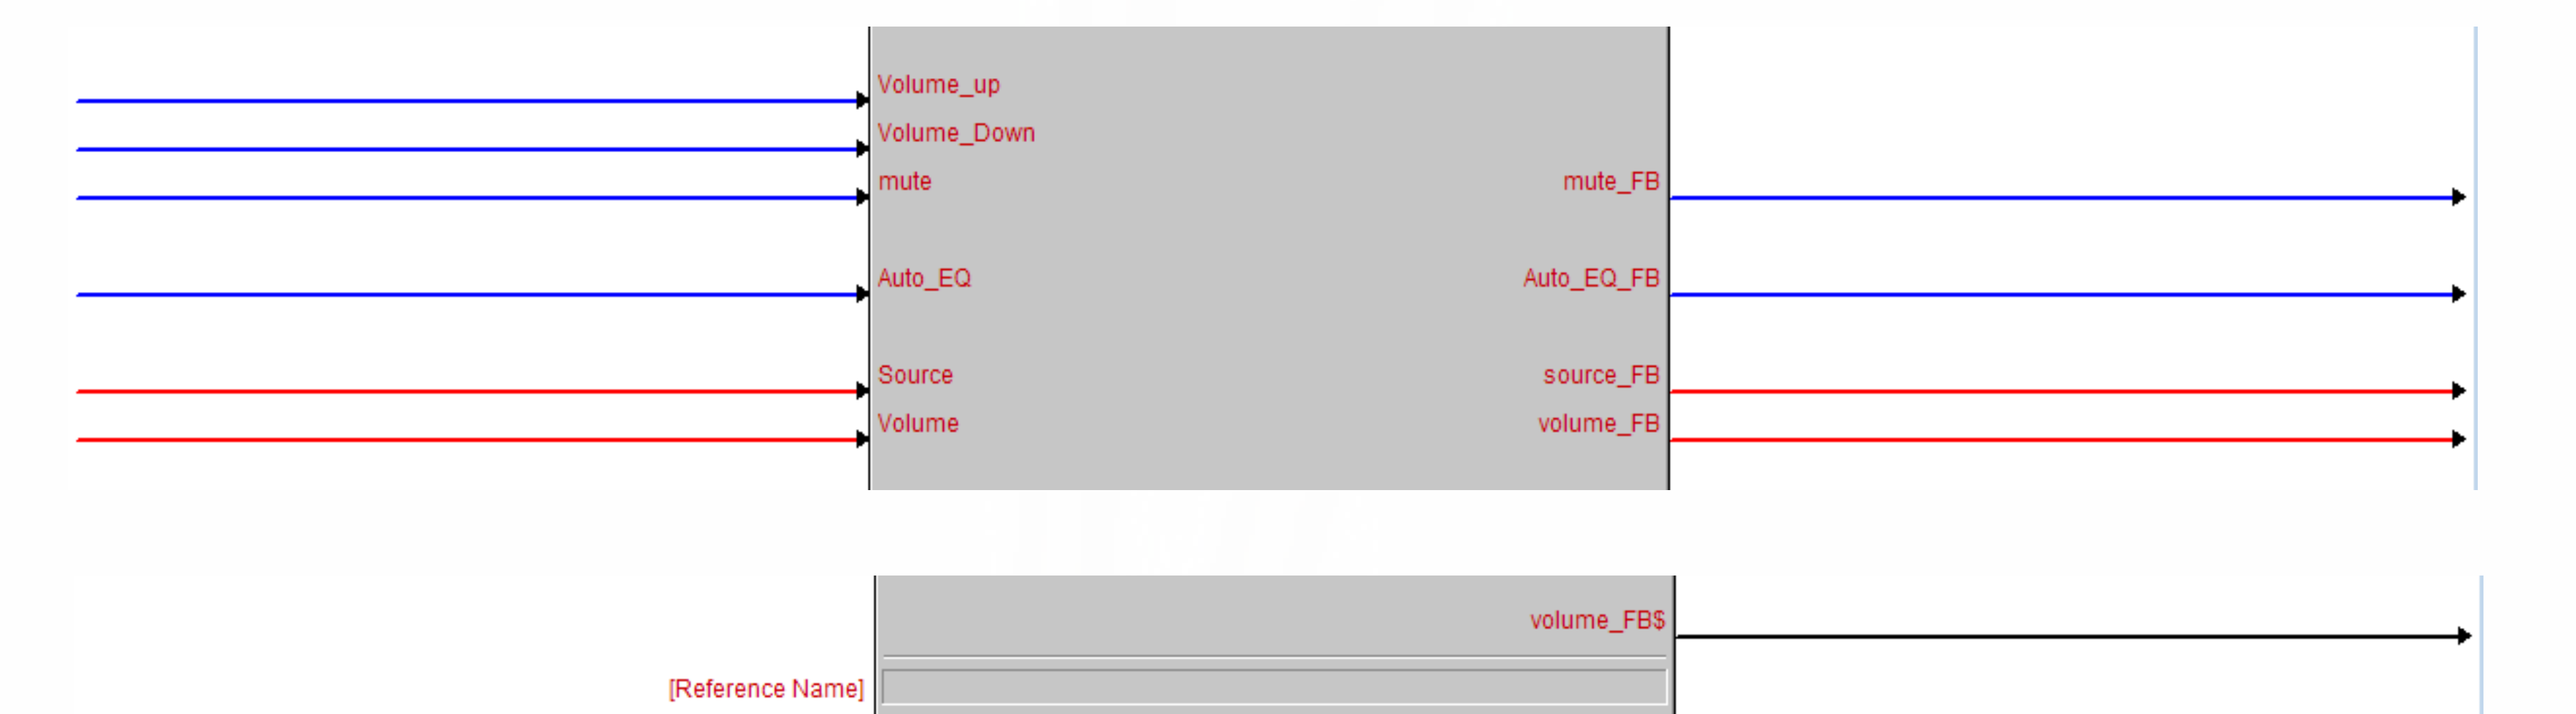 Volume_up
Volume_Down
mute mute_FB
Auto_EQ Auto_EQ_FB
Source source_FB
Volume volume_FB
volume_FB$
[Reference Name]